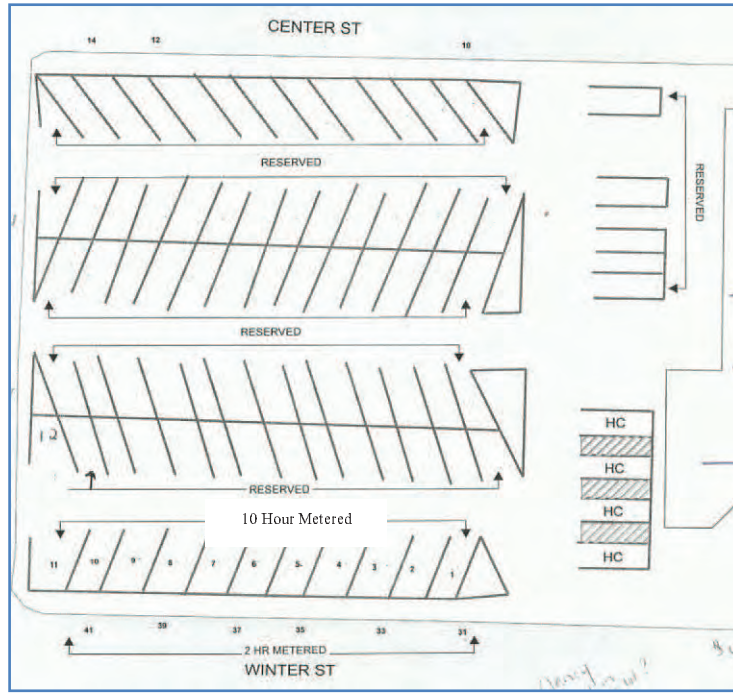 CENTER ST
14 12 10
RESERVED
RESERVED
RESERVED
12
RESERVED
10 Hour Metered
HC
HC
HC
HC
11 10 9 8 7 6 5 4 3 2 1
41 39 37 35 33 31
2 HR METERED
WINTER ST